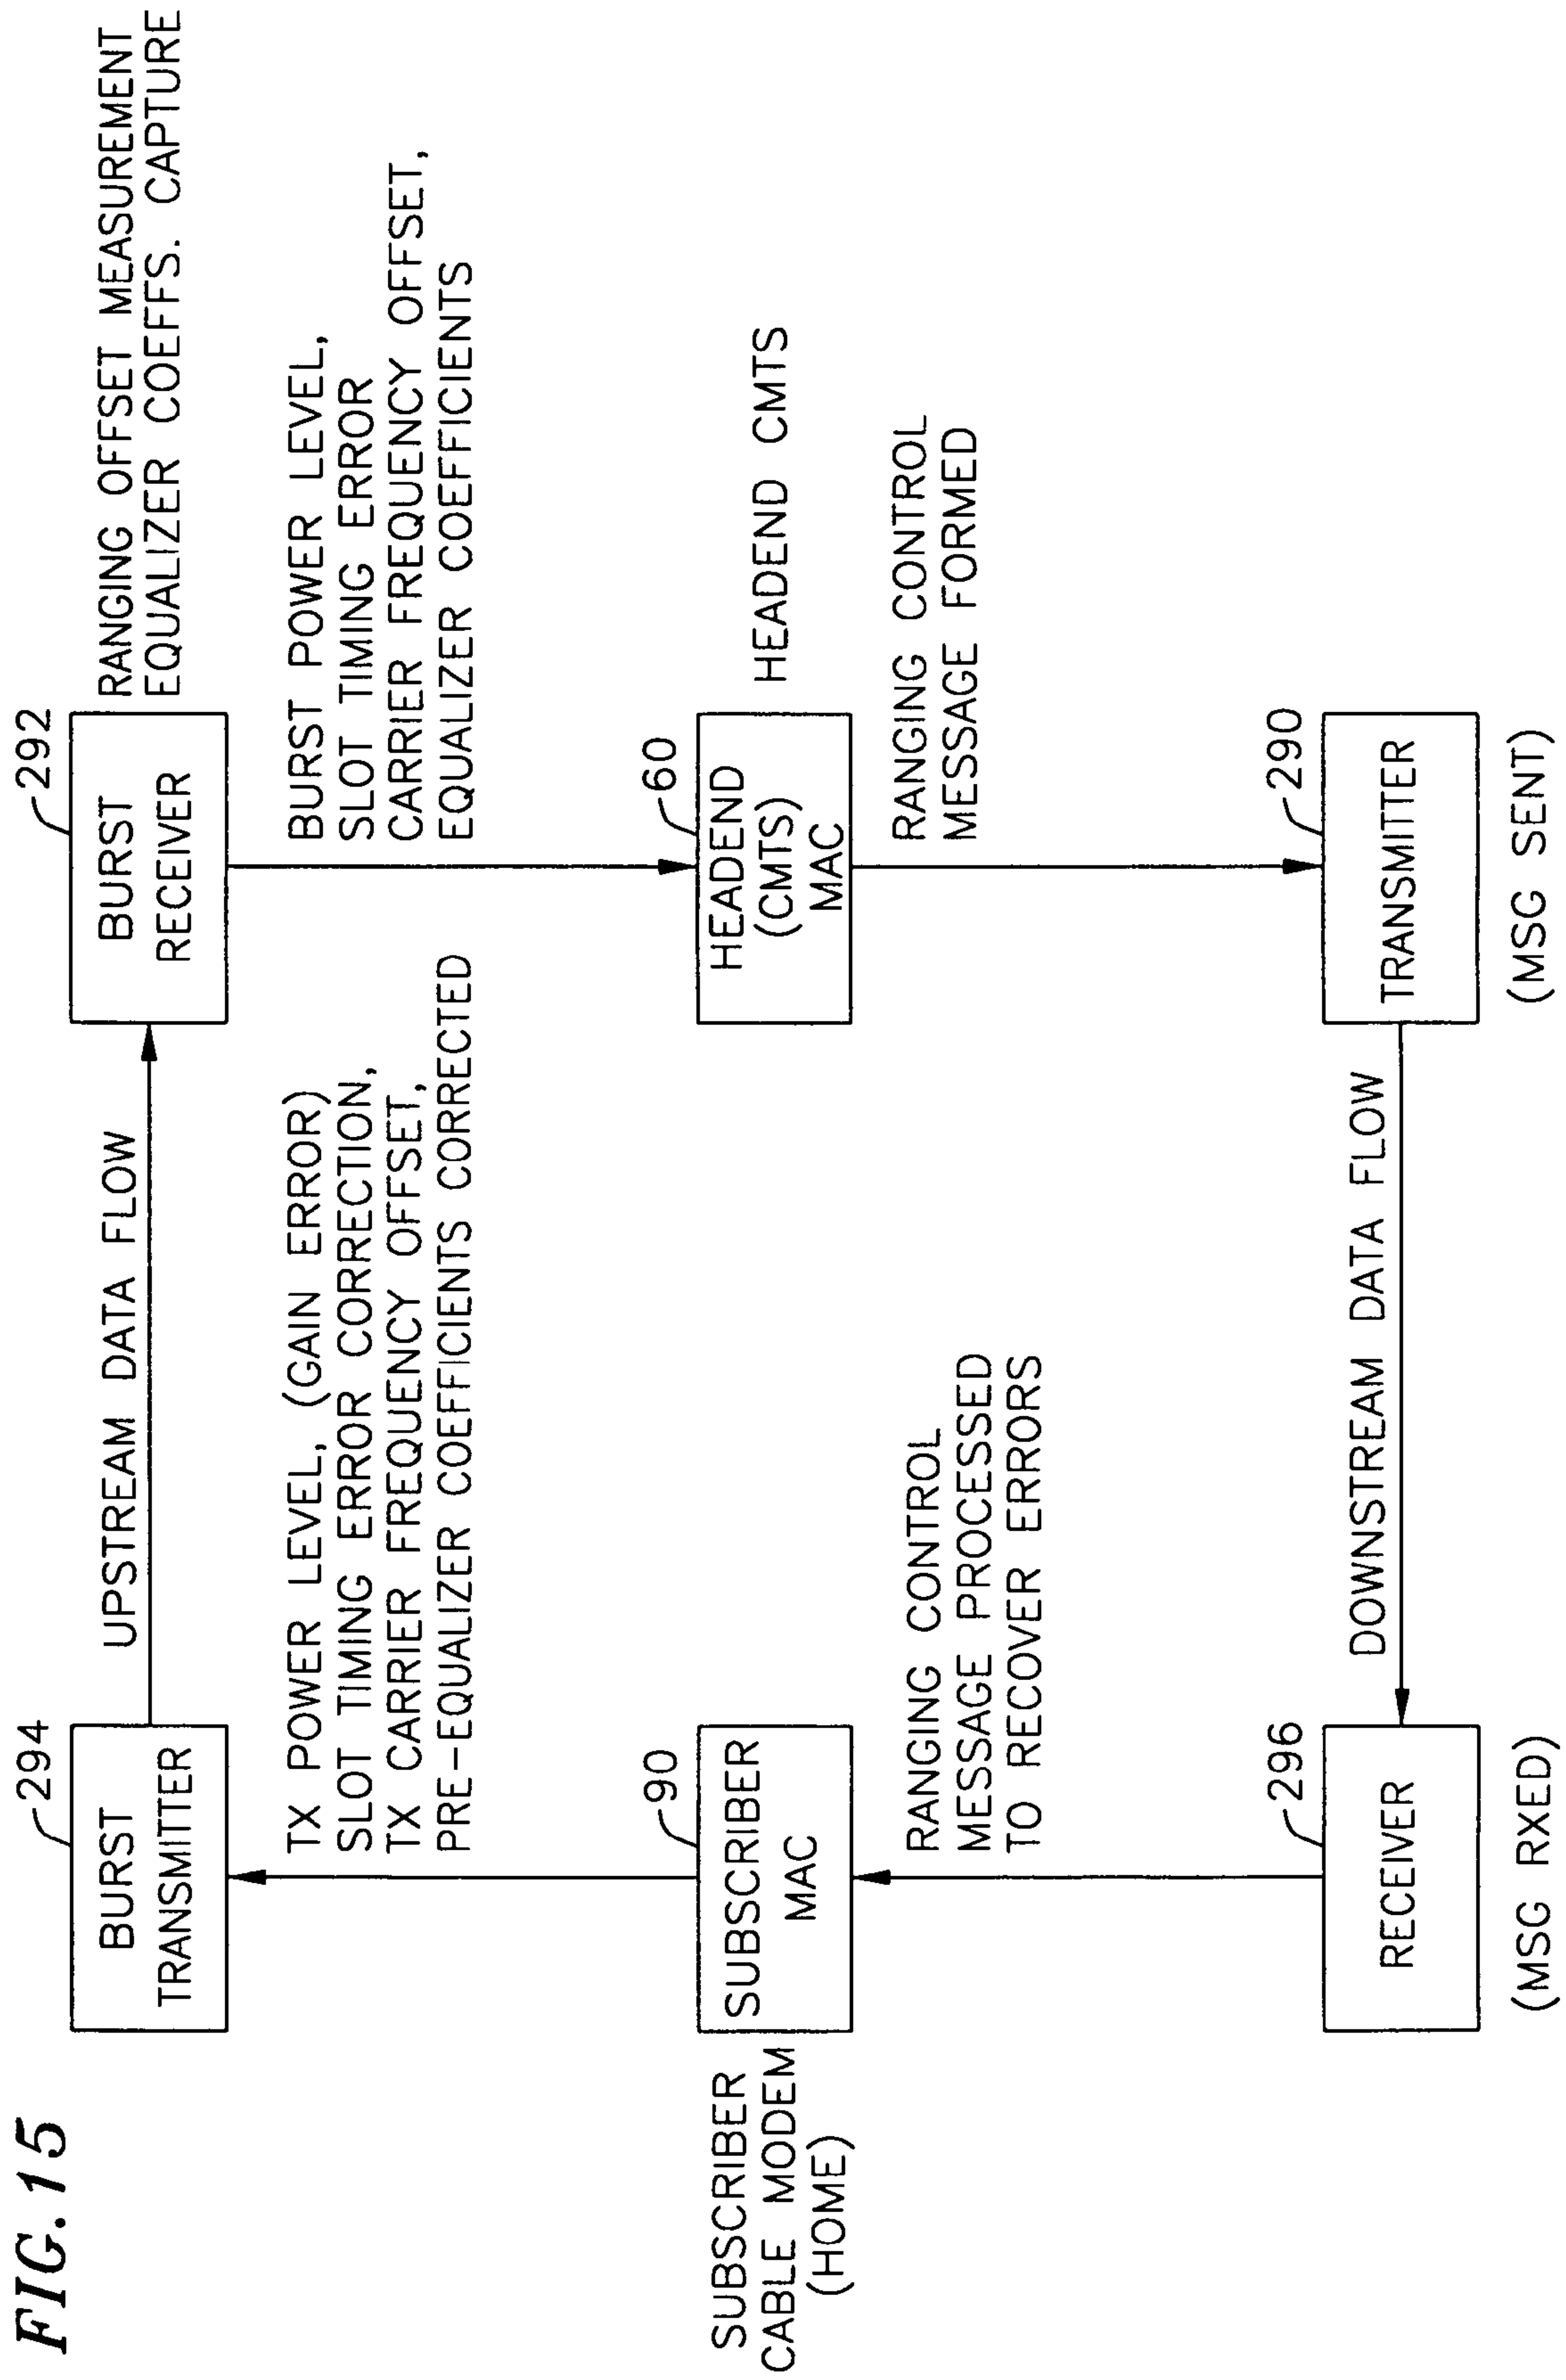 FIG. 15
294
BURST
TRANSMITTER
UPSTREAM DATA FLOW
292
BURST
RECEIVER
RANGING OFFSET MEASUREMENT
EQUALIZER COEFFS. CAPTURE
TX POWER LEVEL, (GAIN ERROR)
SLOT TIMING ERROR CORRECTION,
TX CARRIER FREQUENCY OFFSET,
PRE-EQUALIZER COEFFICIENTS CORRECTED
BURST POWER LEVEL,
SLOT TIMING ERROR
CARRIER FREQUENCY OFFSET,
EQUALIZER COEFFICIENTS
SUBSCRIBER
CABLE MODEM
(HOME)
90
SUBSCRIBER
MAC
60
HEADEND
(CMTS)
MAC
HEADEND CMTS
RANGING CONTROL
MESSAGE PROCESSED
TO RECOVER ERRORS
RANGING CONTROL
MESSAGE FORMED
296
RECEIVER
(MSG RXED)
DOWNSTREAM DATA FLOW
290
TRANSMITTER
(MSG SENT)